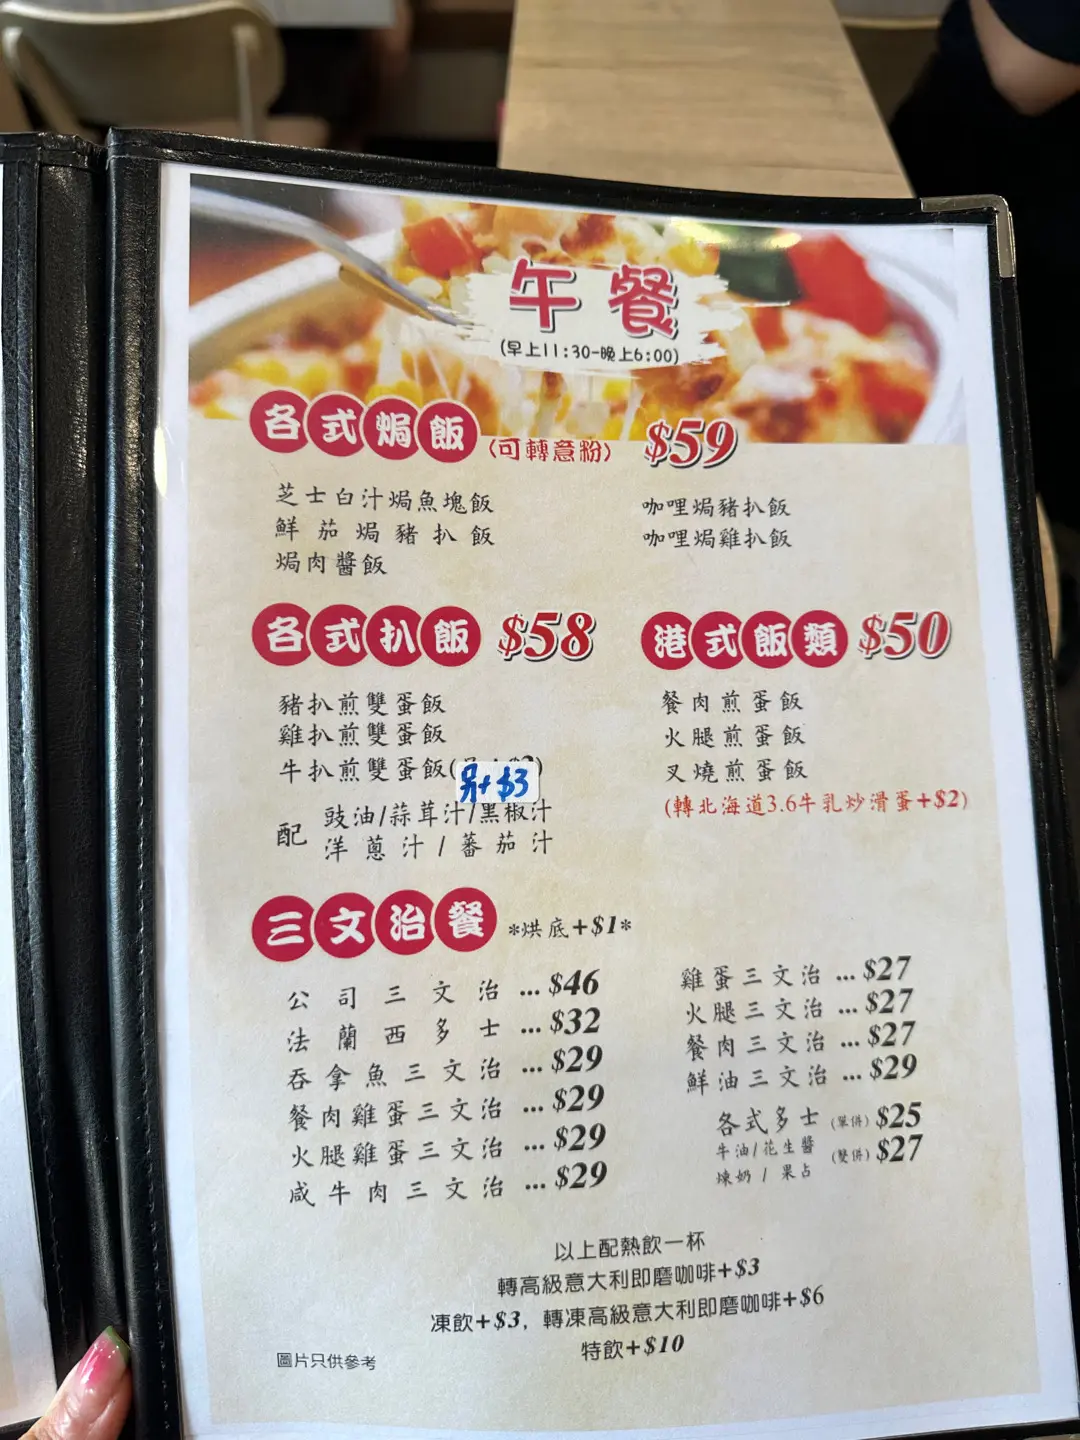 午餐
(早上11:30-晚上6:00)
各式焗飯 (可轉意粉) $59
芝士白汁焗魚塊飯
鮮茄焗豬扒飯
焗肉醬飯
咖哩焗豬扒飯
咖哩焗雞扒飯
各式扒飯 $58
豬扒煎雙蛋飯
雞扒煎雙蛋飯
牛扒煎雙蛋飯(另+$3)
配 豉油/蒜茸汁/黑椒汁
洋蔥汁/蕃茄汁
港式飯類 $50
餐肉煎蛋飯
火腿煎蛋飯
叉燒煎蛋飯
(轉北海道3.6牛乳炒滑蛋+$2)
三文治餐 *烘底+$1*
公司三文治 ... $46
法蘭西多士 ... $32
吞拿魚三文治 ... $29
餐肉雞蛋三文治 ... $29
火腿雞蛋三文治 ... $29
咸牛肉三文治 ... $29
雞蛋三文治 ... $27
火腿三文治 ... $27
餐肉三文治 ... $27
鮮油三文治 ... $29
各式多士 (單併) $25
牛油/花生醬 (雙併) $27
煉奶/果占
以上配熱飲一杯
轉高級意大利即磨咖啡+$3
凍飲+$3, 轉凍高級意大利即磨咖啡+$6
特飲+$10
圖片只供參考